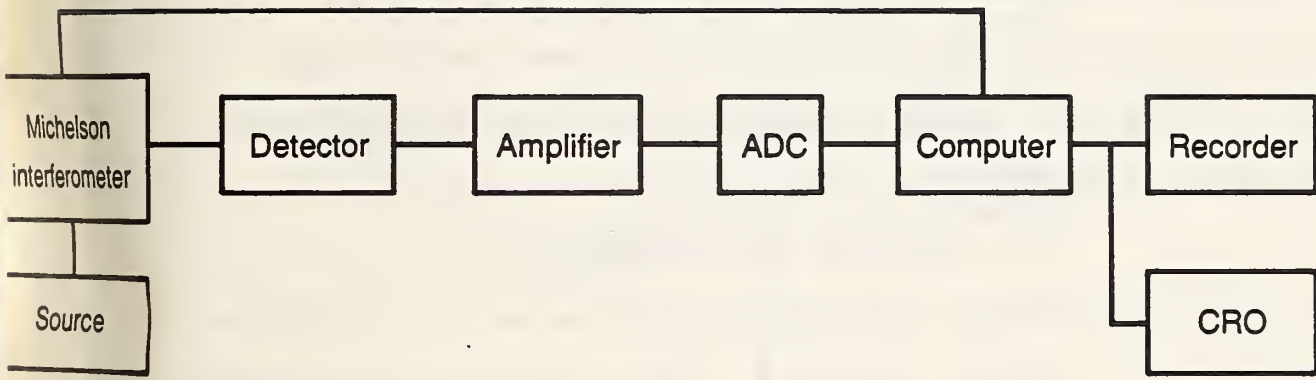 Michelson
interferometer
Detector
Amplifier
ADC
Computer
Recorder
Source
CRO